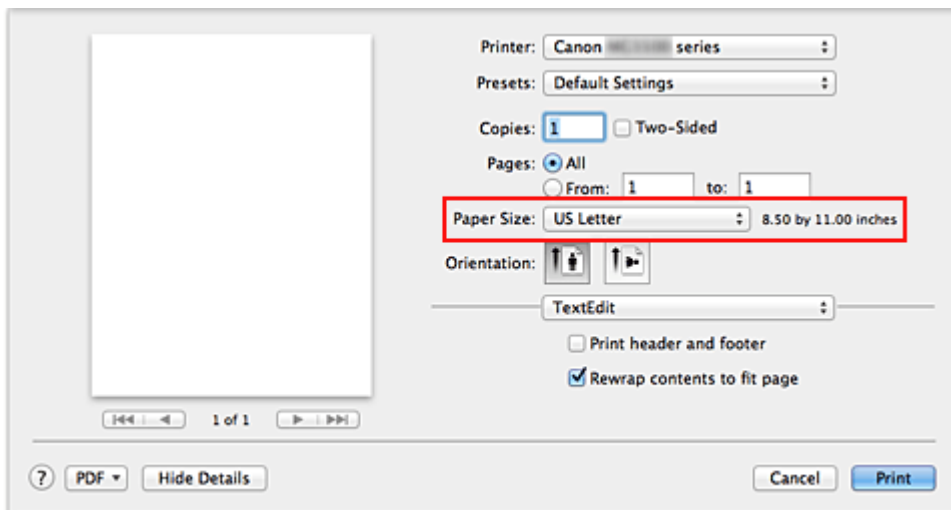 Printer: Canon series
Presets: Default Settings
Copies: 1 Two-Sided
Pages: All
From: 1 to: 1
Paper Size: US Letter 8.50 by 11.00 inches
Orientation:
TextEdit
Print header and footer
Rewrap contents to fit page
1 of 1
? PDF Hide Details Cancel Print